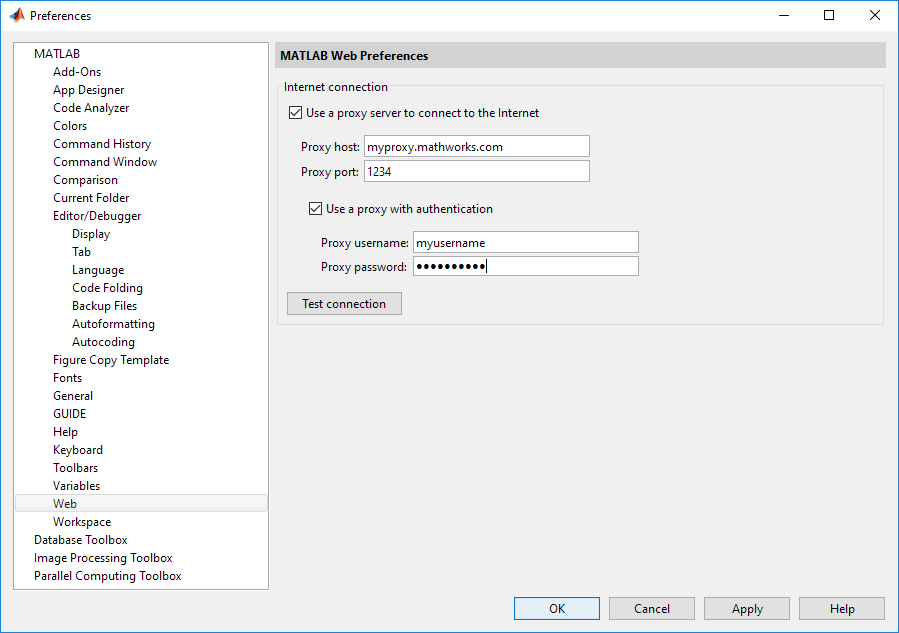 Preferences
MATLAB
Add-Ons
App Designer
Code Analyzer
Colors
Command History
Command Window
Comparison
Current Folder
Editor/Debugger
Display
Tab
Language
Code Folding
Backup Files
Autoformatting
Autocoding
Figure Copy Template
Fonts
General
GUIDE
Help
Keyboard
Toolbars
Variables
Web
Workspace
Database Toolbox
Image Processing Toolbox
Parallel Computing Toolbox
MATLAB Web Preferences
Internet connection
Use a proxy server to connect to the Internet
Proxy host: myproxy.mathworks.com
Proxy port: 1234
Use a proxy with authentication
Proxy username: myusername
Proxy password: ●●●●●●●●●●
Test connection
OK Cancel Apply Help